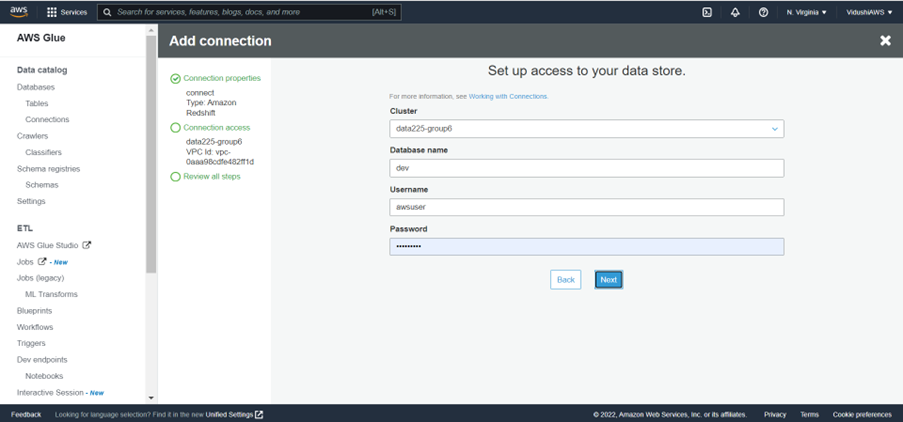 aws
Services
Search for services, features, blogs, docs, and more
[Alt+S]
N. Virginia
VidushiAWS
AWS Glue
Data catalog
Databases
Tables
Connections
Crawlers
Classifiers
Schema registries
Schemas
Settings
ETL
AWS Glue Studio
Jobs - New
Jobs (legacy)
ML Transforms
Blueprints
Workflows
Triggers
Dev endpoints
Notebooks
Interactive Session - New
Add connection
Connection properties
connect
Type: Amazon
Redshift
Connection access
data225-group6
VPC Id: vpc-
0aaa98cdfe482ff1d
Review all steps
Set up access to your data store.
For more information, see Working with Connections.
Cluster
data225-group6
Database name
dev
Username
awsuser
Password
•••••••••
Back
Next
Feedback
Looking for language selection? Find it in the new Unified Settings
© 2022, Amazon Web Services, Inc. or its affiliates.
Privacy
Terms
Cookie preferences